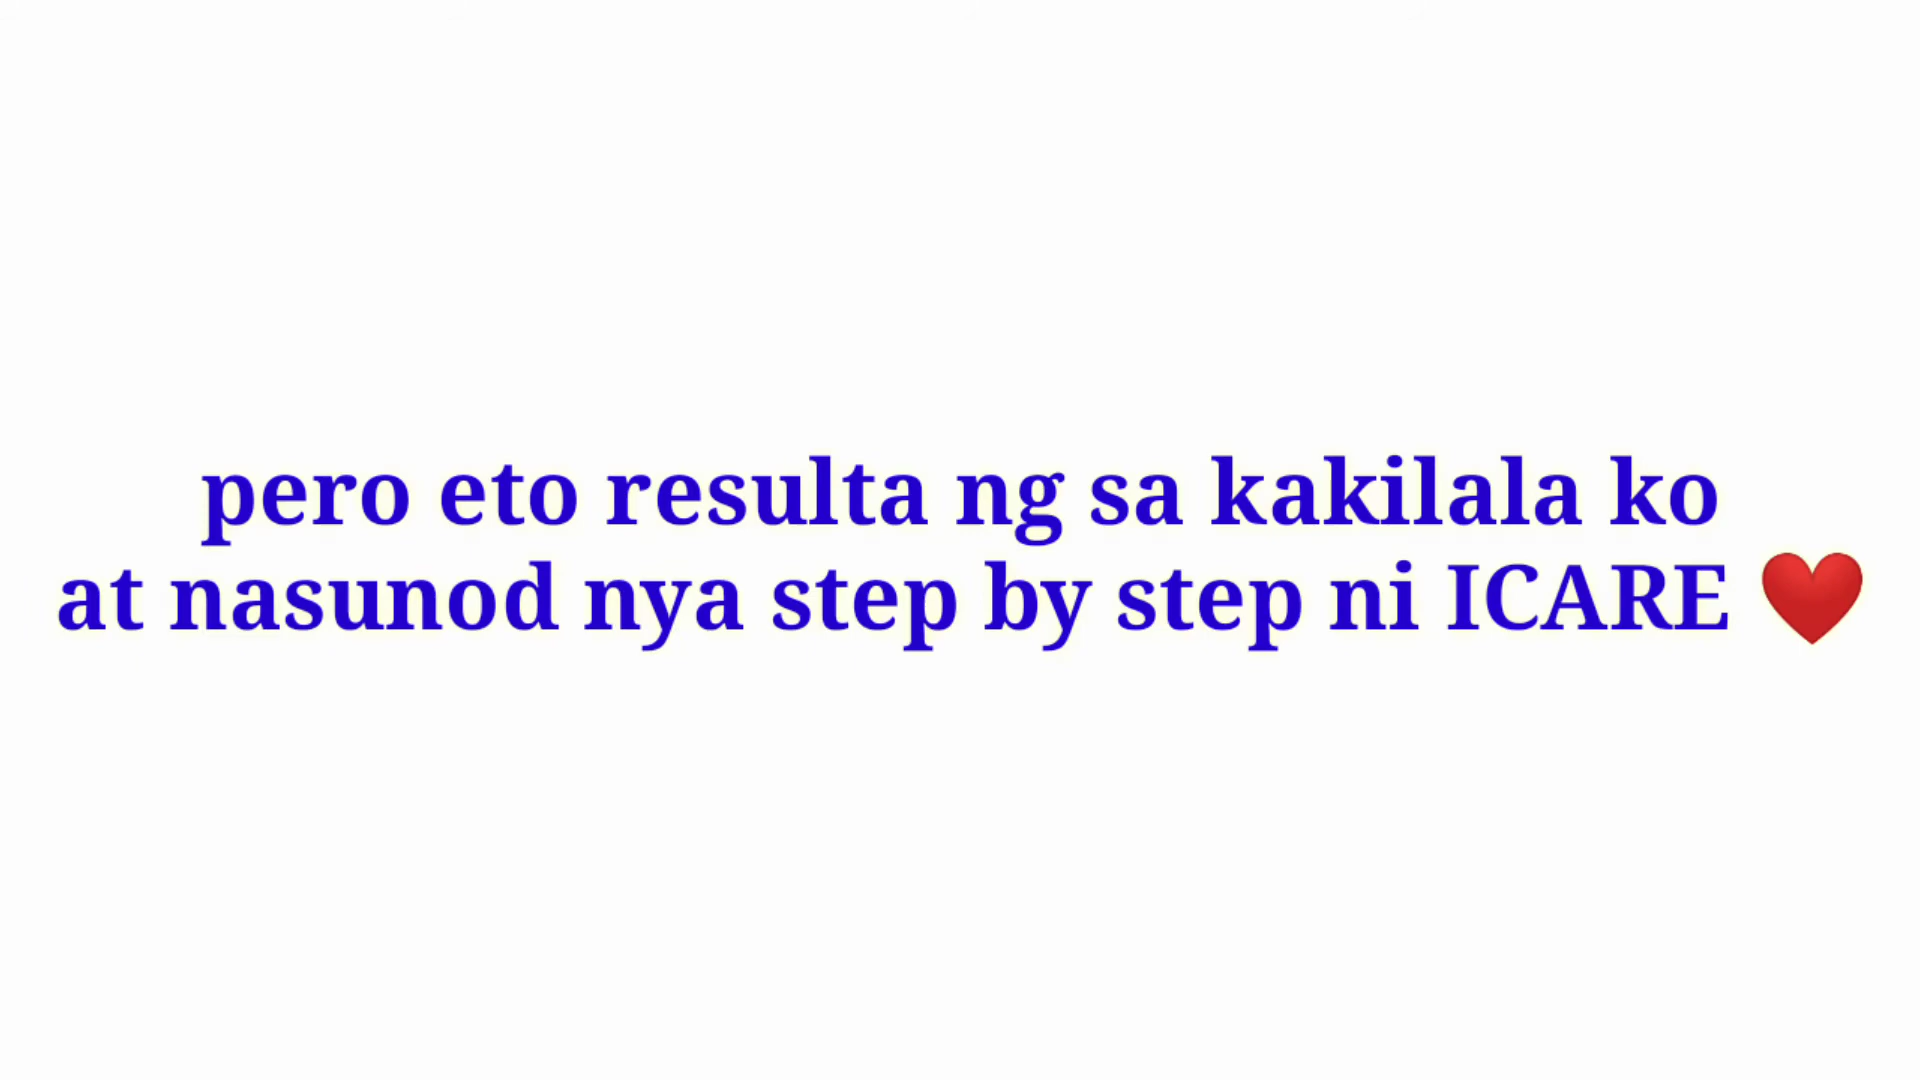 pero eto resulta ng sa kakilala ko
at nasunod nya step by step ni ICARE ❤️